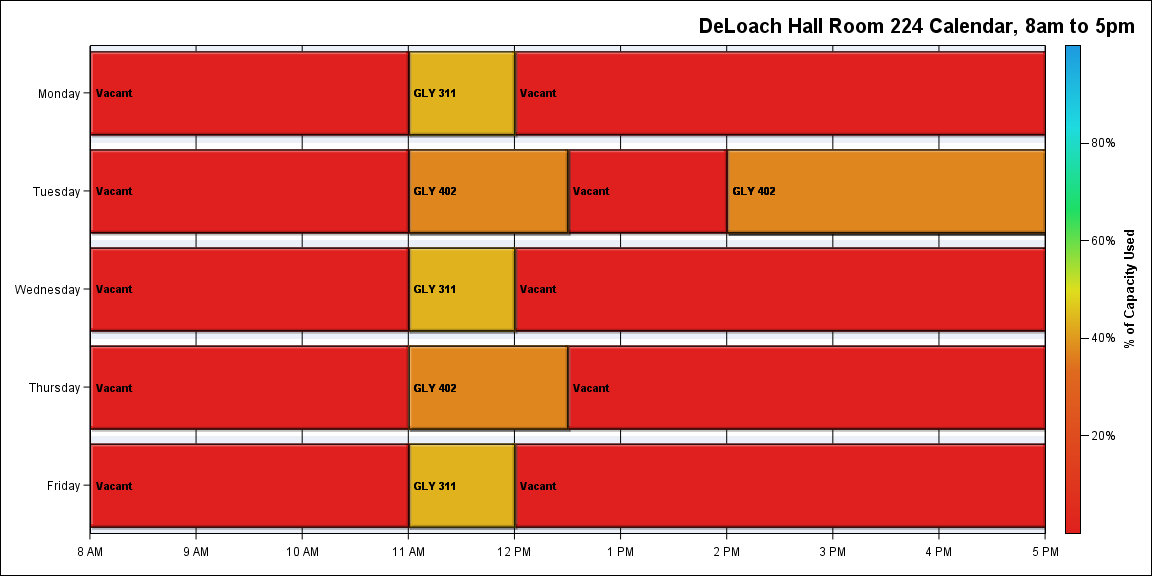 DeLoach Hall Room 224 Calendar, 8am to 5pm
Monday
Vacant
GLY 311
Vacant
Tuesday
Vacant
GLY 402
Vacant
GLY 402
Wednesday
Vacant
GLY 311
Vacant
Thursday
Vacant
GLY 402
Vacant
Friday
Vacant
GLY 311
Vacant
8 AM
9 AM
10 AM
11 AM
12 PM
1 PM
2 PM
3 PM
4 PM
5 PM
80%
60%
40%
20%
% of Capacity Used